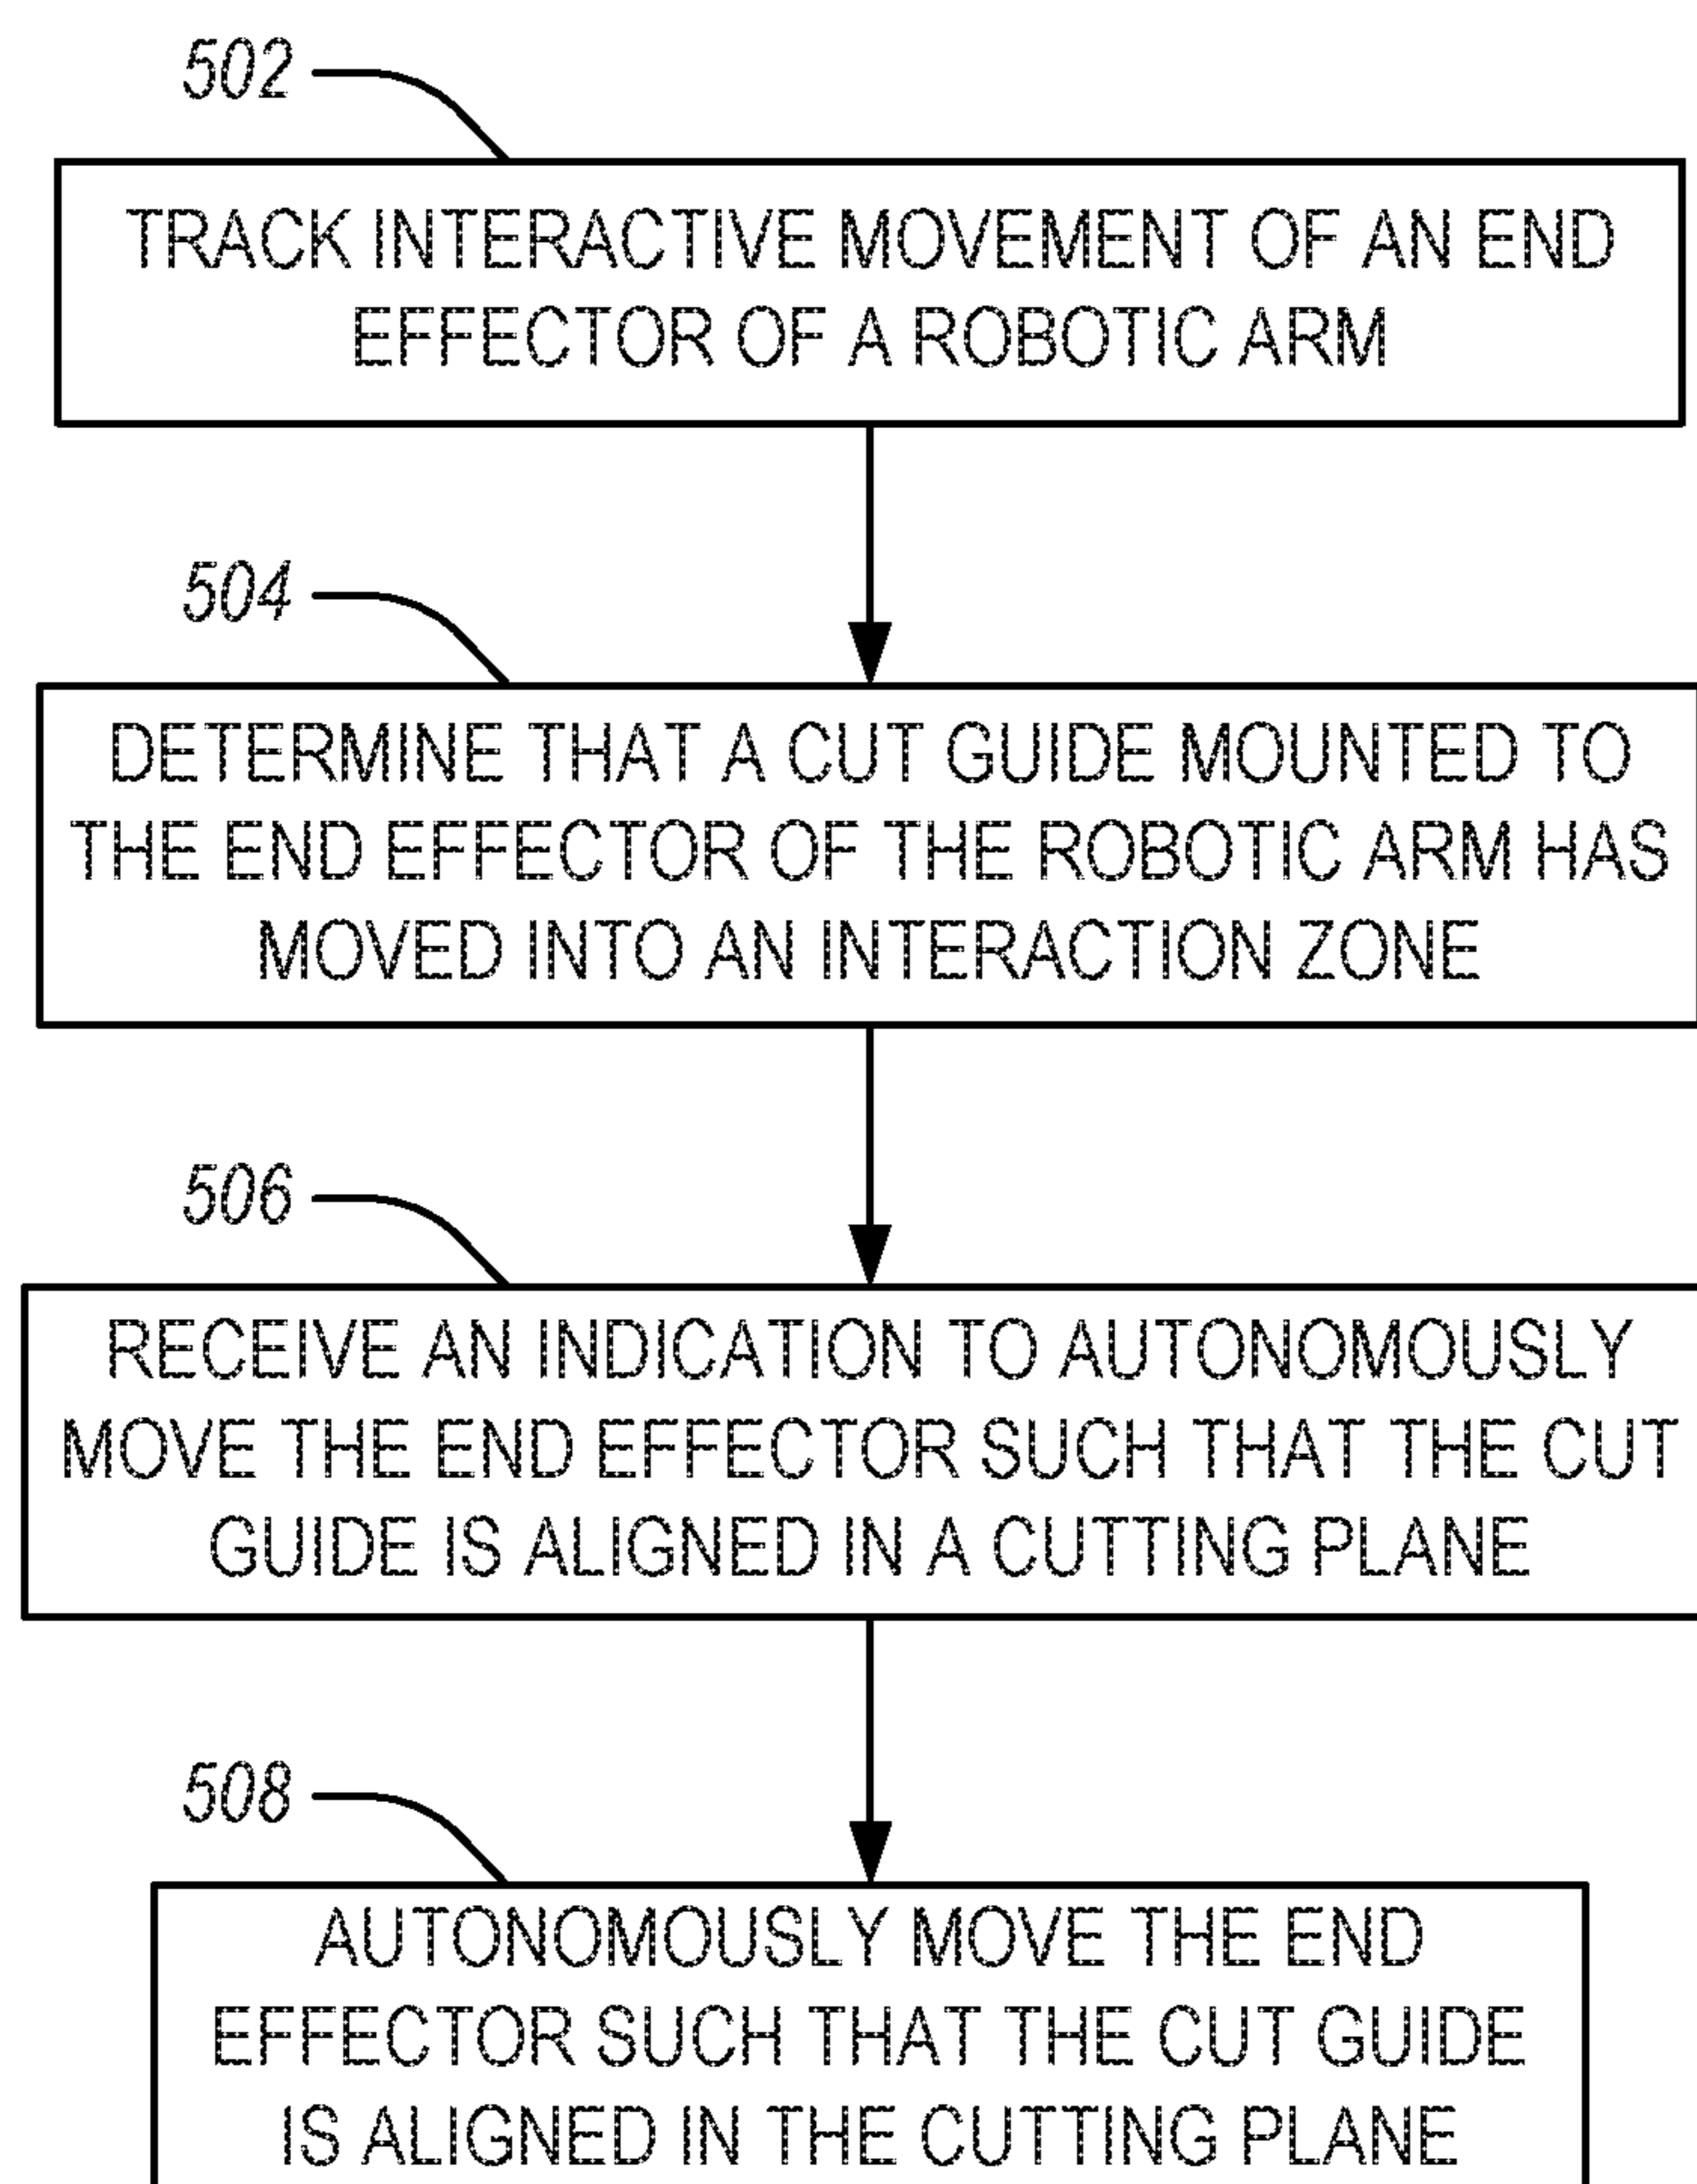 502
TRACK INTERACTIVE MOVEMENT OF AN END
EFFECTOR OF A ROBOTIC ARM
504
DETERMINE THAT A CUT GUIDE MOUNTED TO
THE END EFFECTOR OF THE ROBOTIC ARM HAS
MOVED INTO AN INTERACTION ZONE
506
RECEIVE AN INDICATION TO AUTONOMOUSLY
MOVE THE END EFFECTOR SUCH THAT THE CUT
GUIDE IS ALIGNED IN A CUTTING PLANE
508
AUTONOMOUSLY MOVE THE END
EFFECTOR SUCH THAT THE CUT GUIDE
IS ALIGNED IN THE CUTTING PLANE